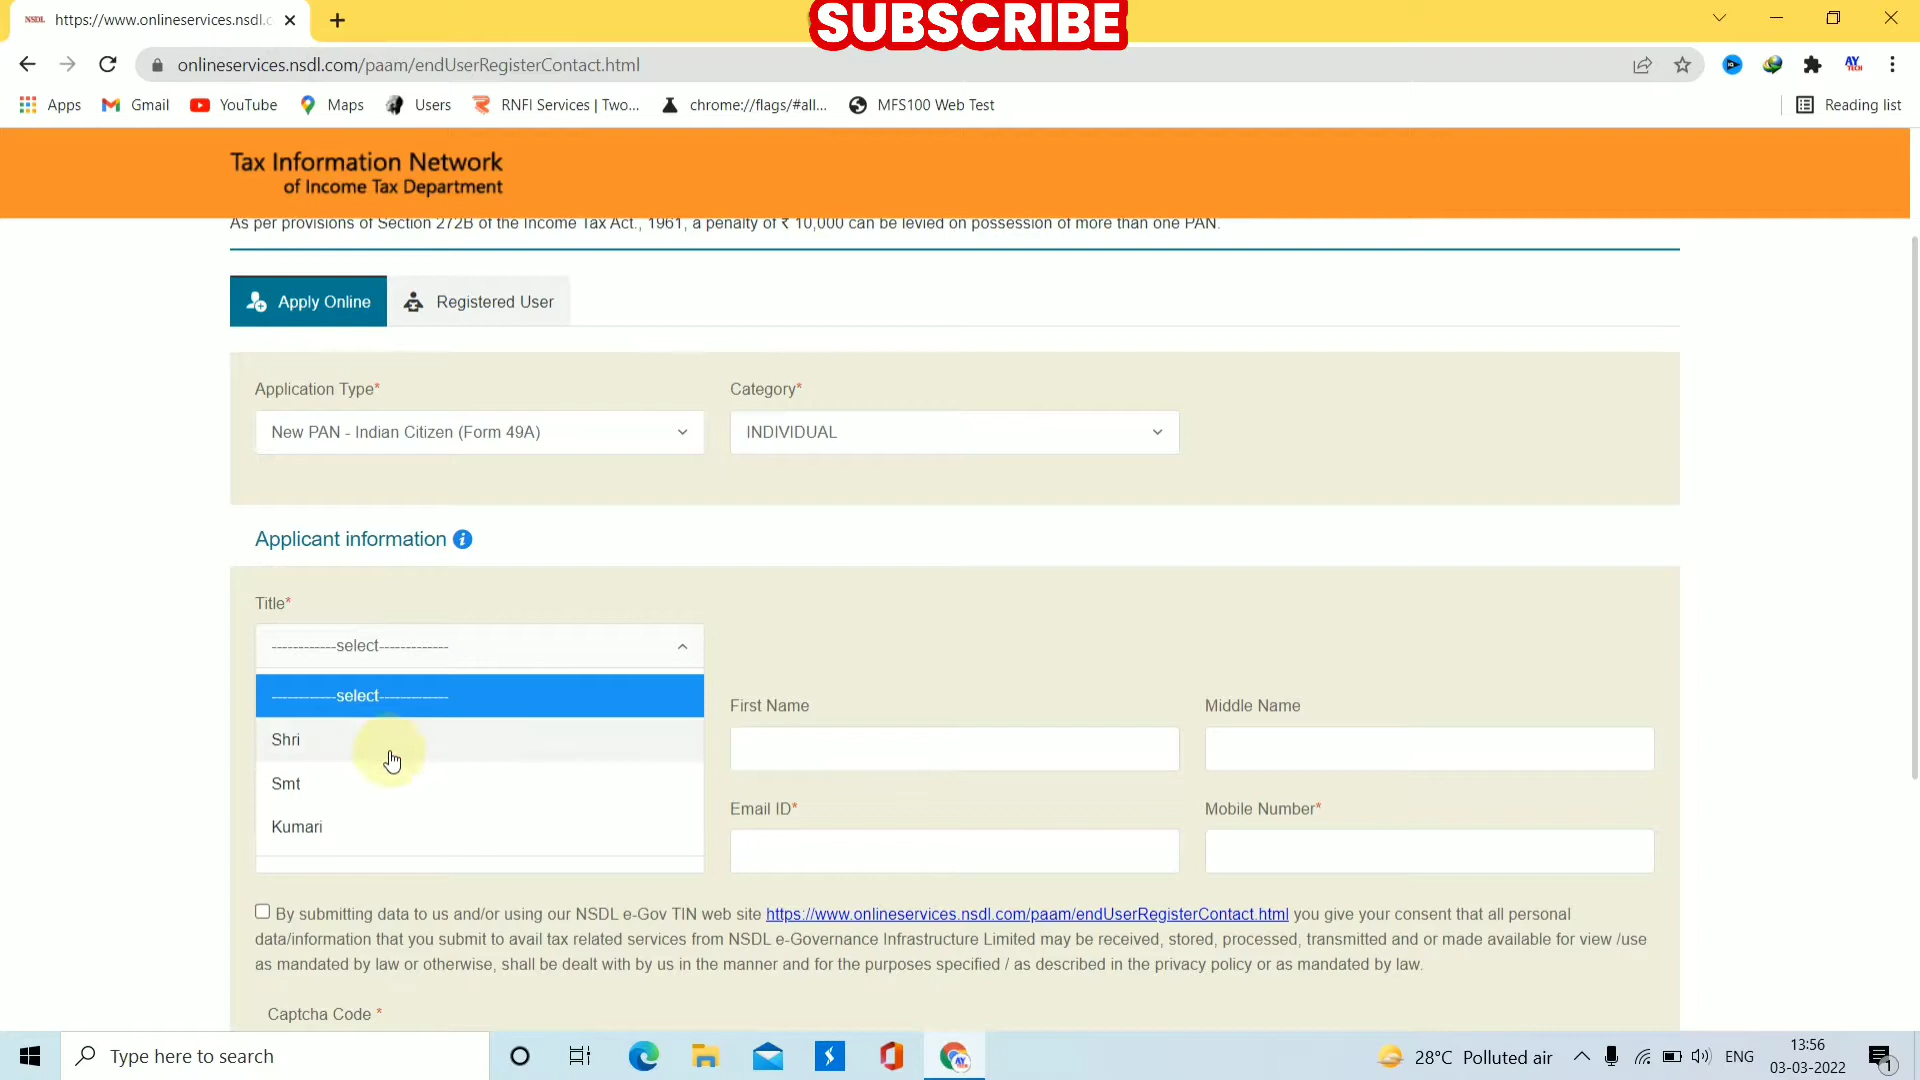 SUBSCRIBE
NSDL https://www.onlineservices.nsdl.c
onlineservices.nsdl.com/paam/endUserRegisterContact.html
AY TECH
Apps Gmail YouTube Maps Users RNFI Services | Two... chrome://flags/#all... MFS100 Web Test Reading list
Tax Information Network
of Income Tax Department
As per provisions of Section 272B of the Income Tax Act., 1961, a penalty of ₹ 10,000 can be levied on possession of more than one PAN.
Apply Online Registered User
Application Type* Category*
New PAN - Indian Citizen (Form 49A) INDIVIDUAL
Applicant information
Title*
------------select-------------
------------select-------------
First Name Middle Name
Shri
Smt
Email ID* Mobile Number*
Kumari
By submitting data to us and/or using our NSDL e-Gov TIN web site https://www.onlineservices.nsdl.com/paam/endUserRegisterContact.html you give your consent that all personal
data/information that you submit to avail tax related services from NSDL e-Governance Infrastructure Limited may be received, stored, processed, transmitted and or made available for view /use
as mandated by law or otherwise, shall be dealt with by us in the manner and for the purposes specified / as described in the privacy policy or as mandated by law.
Captcha Code *
Type here to search
28°C Polluted air ENG
13:56
03-03-2022
1